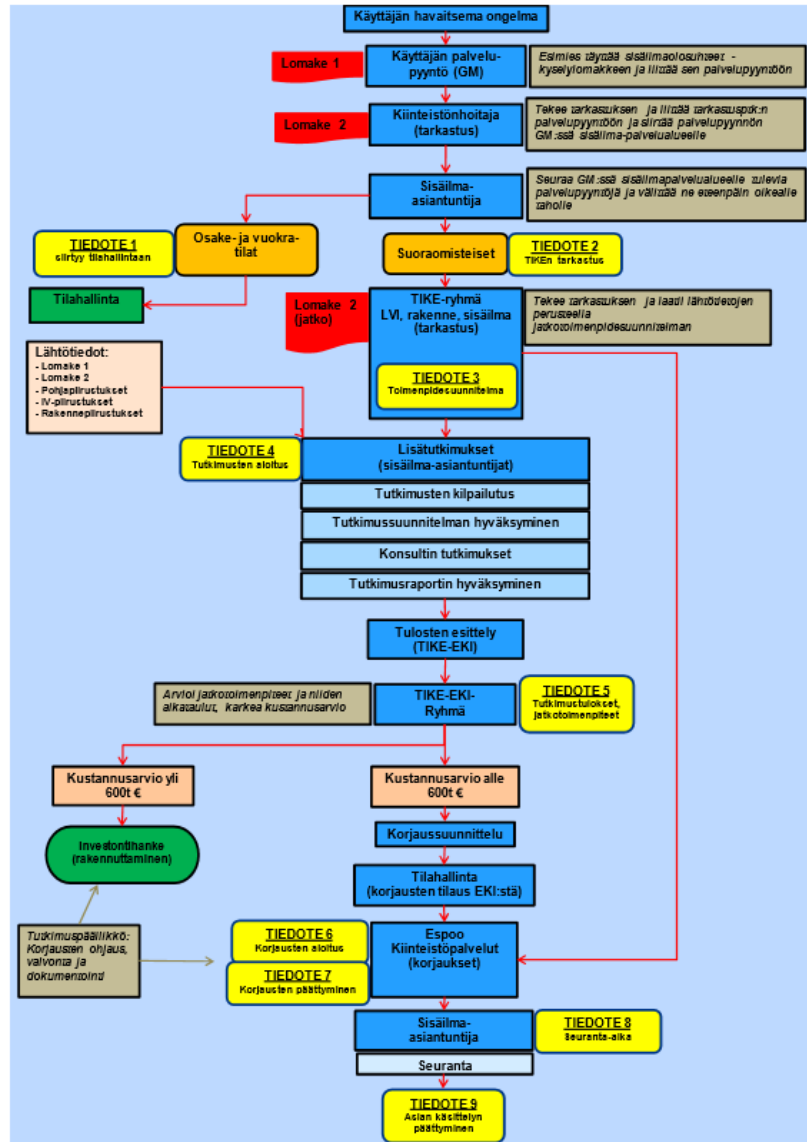 Käyttäjän havaitsema ongelma
Lomake 1
Käyttäjän palvelu-
pyyntö (GM)
Esimies täyttää sisäilmaolosuhteet -
kyselylomakkeen ja liittää sen palvelupyyntöön
Lomake 2
Kiinteistönhoitaja
(tarkastus)
Tekee tarkastuksen ja liittää tarkastusptk:n
palvelupyyntöön ja siirtää palvelupyynnön
GM:ssä sisäilma-palvelualueelle
Sisäilma-
asiantuntija
Seuraa GM:ssä sisäilmapalvelualueelle tulevia
palvelupyyntöjä ja välittää ne eteenpäin oikealle
taholle
TIEDOTE 1
siirtyy tilahallintaan
Osake- ja vuokra-
tilat
Suoraomisteiset
TIEDOTE 2
TIKEn tarkastus
Tilahallinta
Lomake 2
(jatko)
TIKE-ryhmä
LVI, rakenne, sisäilma
(tarkastus)
Tekee tarkastuksen ja laatii lähtötietojen
perusteella
jatkotoimenpidesuunnitelman
TIEDOTE 3
Toimenpidesuunnitelma
Lähtötiedot:
- Lomake 1
- Lomake 2
- Pohjapiirustukset
- IV-piirustukset
- Rakennepiirustukset
TIEDOTE 4
Tutkimusten aloitus
Lisätutkimukset
(sisäilma-asiantuntijat)
Tutkimusten kilpailutus
Tutkimussuunnitelman hyväksyminen
Konsultin tutkimukset
Tutkimusraportin hyväksyminen
Tulosten esittely
(TIKE-EKI)
Arvioi jatkotoimenpiteet ja niiden
aikataulut, karkea kustannusarvio
TIKE-EKI-
Ryhmä
TIEDOTE 5
Tutkimustulokset,
jatkotoimenpiteet
Kustannusarvio yli
600t €
Kustannusarvio alle
600t €
Korjaussuunnittelu
Investontihanke
(rakennuttaminen)
Tilahallinta
(korjausten tilaus EKI:stä)
Tutkimuspäällikkö:
Korjausten ohjaus,
valvonta ja
dokumentointi
TIEDOTE 6
Korjausten aloitus
TIEDOTE 7
Korjausten päättyminen
Espoo
Kiinteistöpalvelut
(korjaukset)
Sisäilma-
asiantuntija
TIEDOTE 8
Seuranta-aika
Seuranta
TIEDOTE 9
Asian käsittelyn
päättyminen